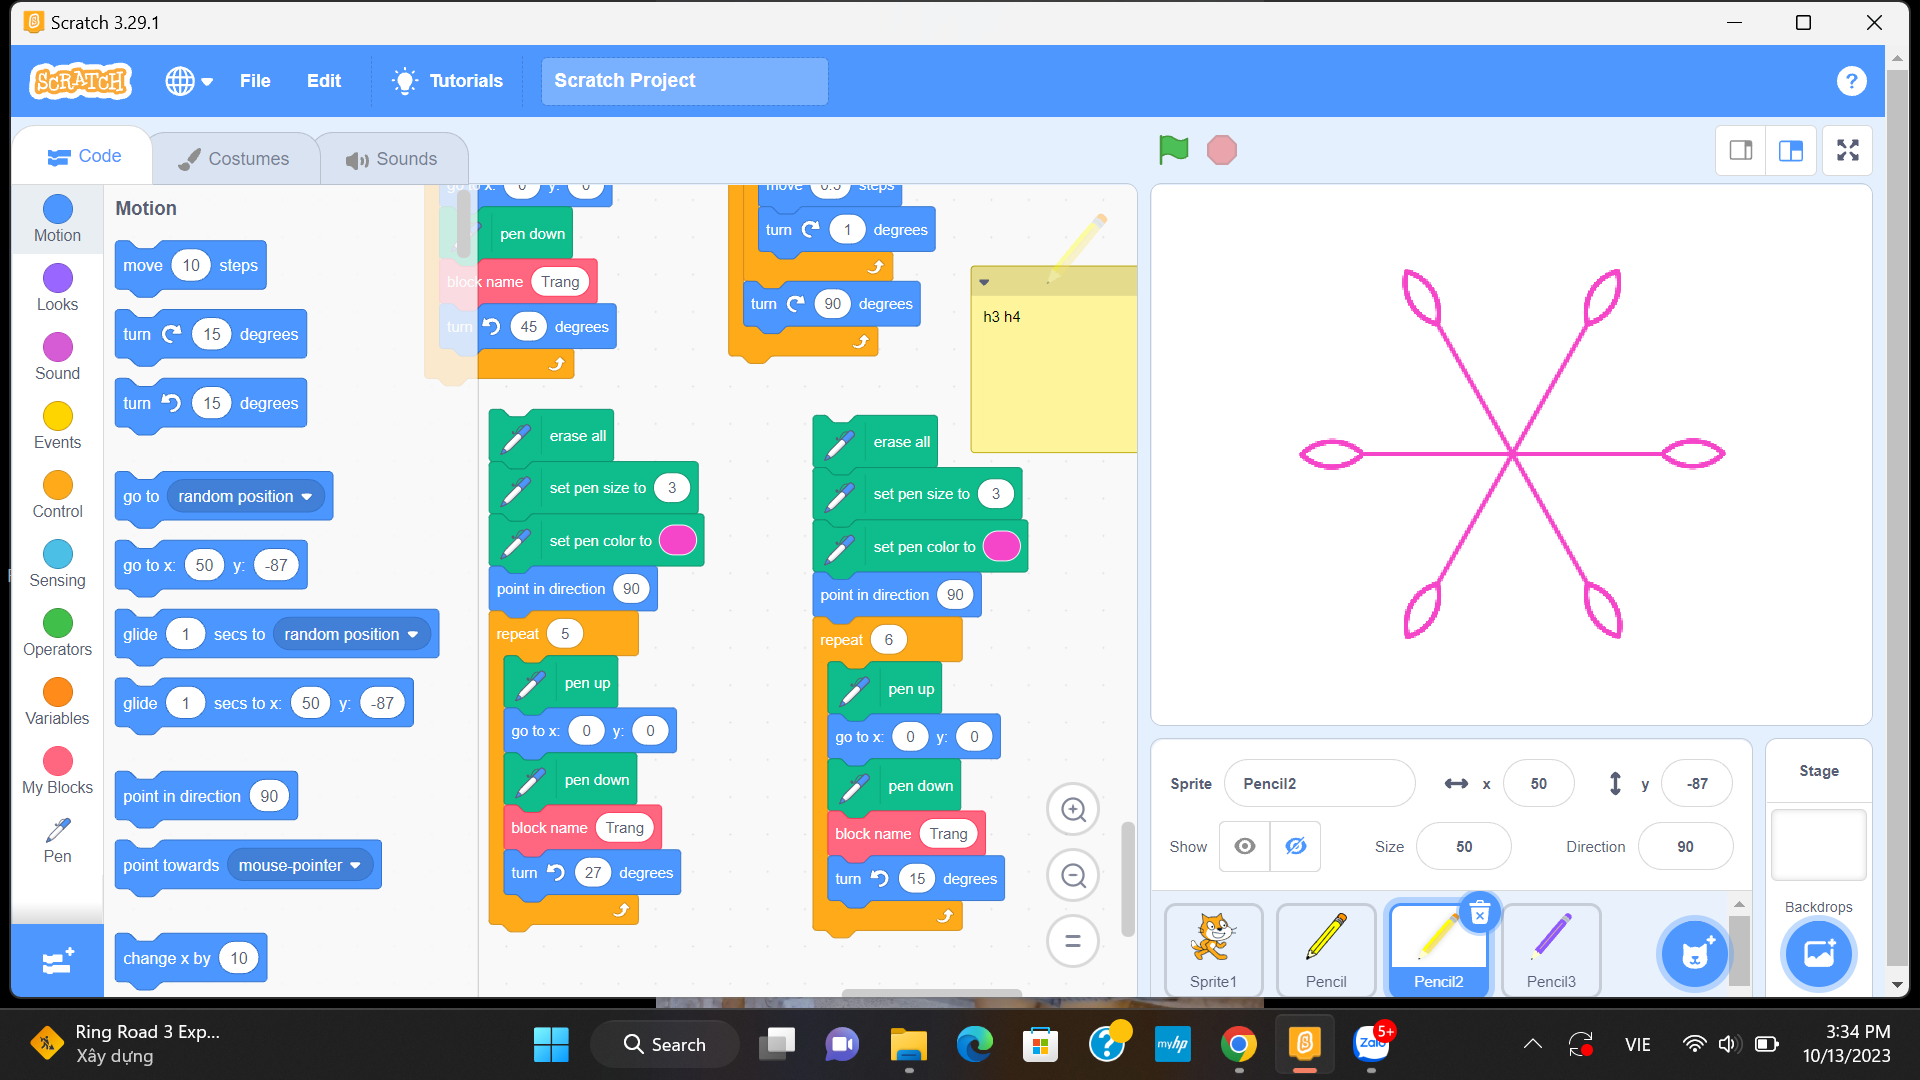 Scratch 3.29.1
SCRATCH
File
Edit
Tutorials
Scratch Project
?
Code
Costumes
Sounds
Motion
Looks
Sound
Events
Control
Sensing
Operators
Variables
My Blocks
Pen
Motion
move 10 steps
turn 15 degrees
turn 15 degrees
go to random position
go to x: 50 y: -87
glide 1 secs to random position
glide 1 secs to x: 50 y: -87
point in direction 90
point towards mouse-pointer
change x by 10
go to x: 0 y: 0
pen down
block name Trang
turn 45 degrees
move 0.5 steps
turn 1 degrees
turn 90 degrees
h3 h4
erase all
set pen size to 3
set pen color to
point in direction 90
repeat 5
pen up
go to x: 0 y: 0
pen down
block name Trang
turn 27 degrees
erase all
set pen size to 3
set pen color to
point in direction 90
repeat 6
pen up
go to x: 0 y: 0
pen down
block name Trang
turn 15 degrees
Sprite Pencil2 x 50 y -87
Show Size 50 Direction 90
Sprite1
Pencil
Pencil2
Pencil3
Stage
Backdrops
Ring Road 3 Exp...
Xây dựng
Search
myhp
Zalo
5+
VIE
3:34 PM
10/13/2023